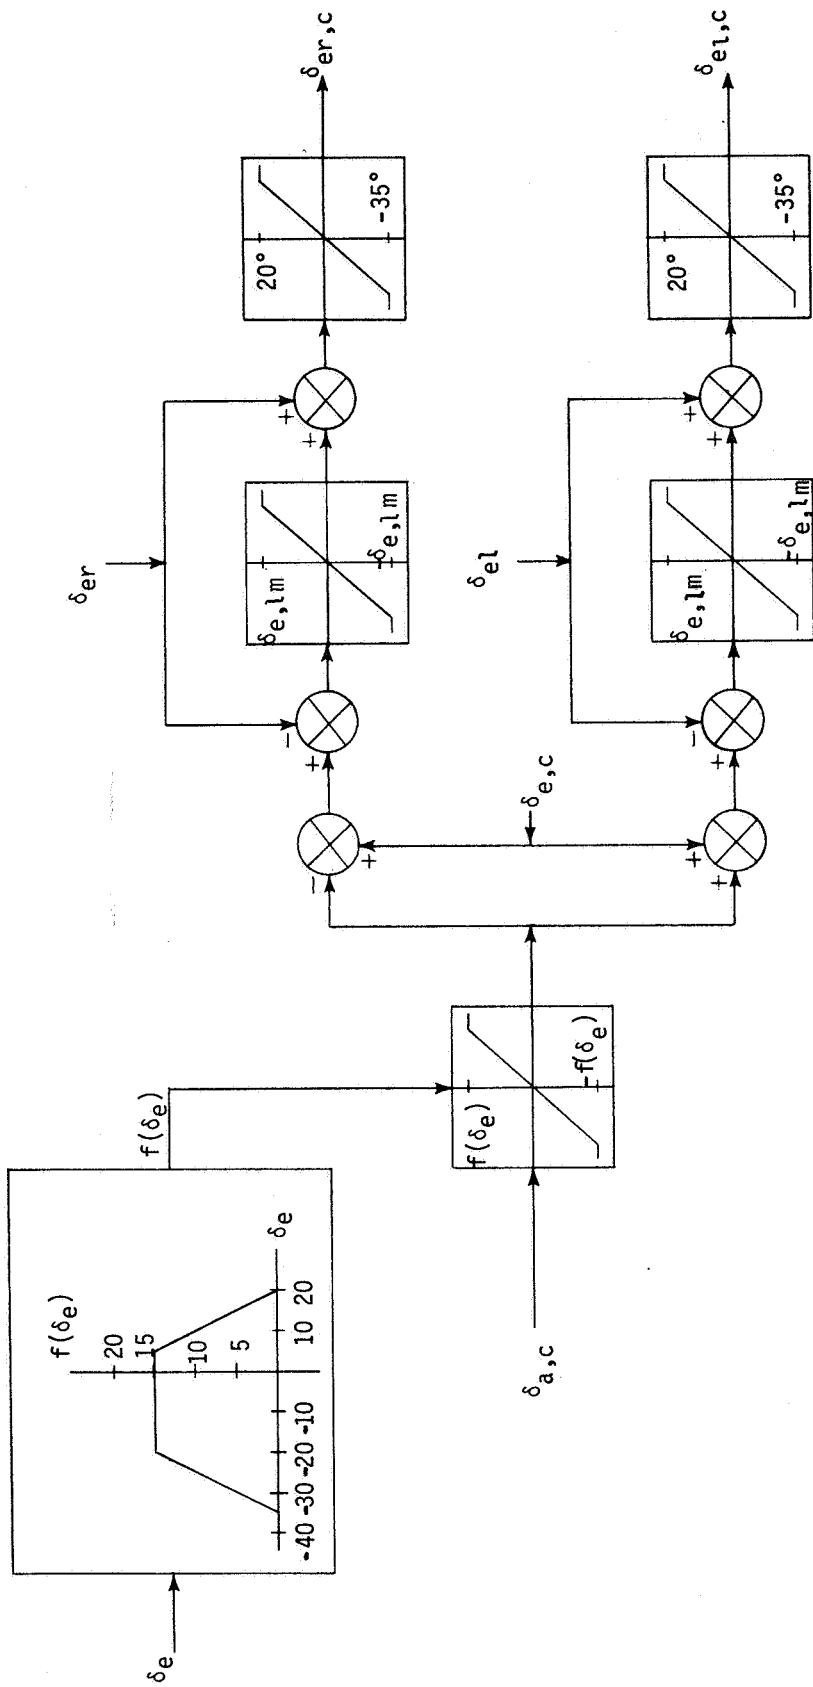 δe
f(δe)
20
15
10
5
δe
-40
-30
-20
-10
10
20
f(δe)
δa,c
f(δe)
-f(δe)
-
+
δe,c
+
+
δer
-
+
δe,lm
-δe,lm
+
+
20°
-35°
δer,c
δel
-
+
δe,lm
-δe,lm
+
+
20°
-35°
δel,c